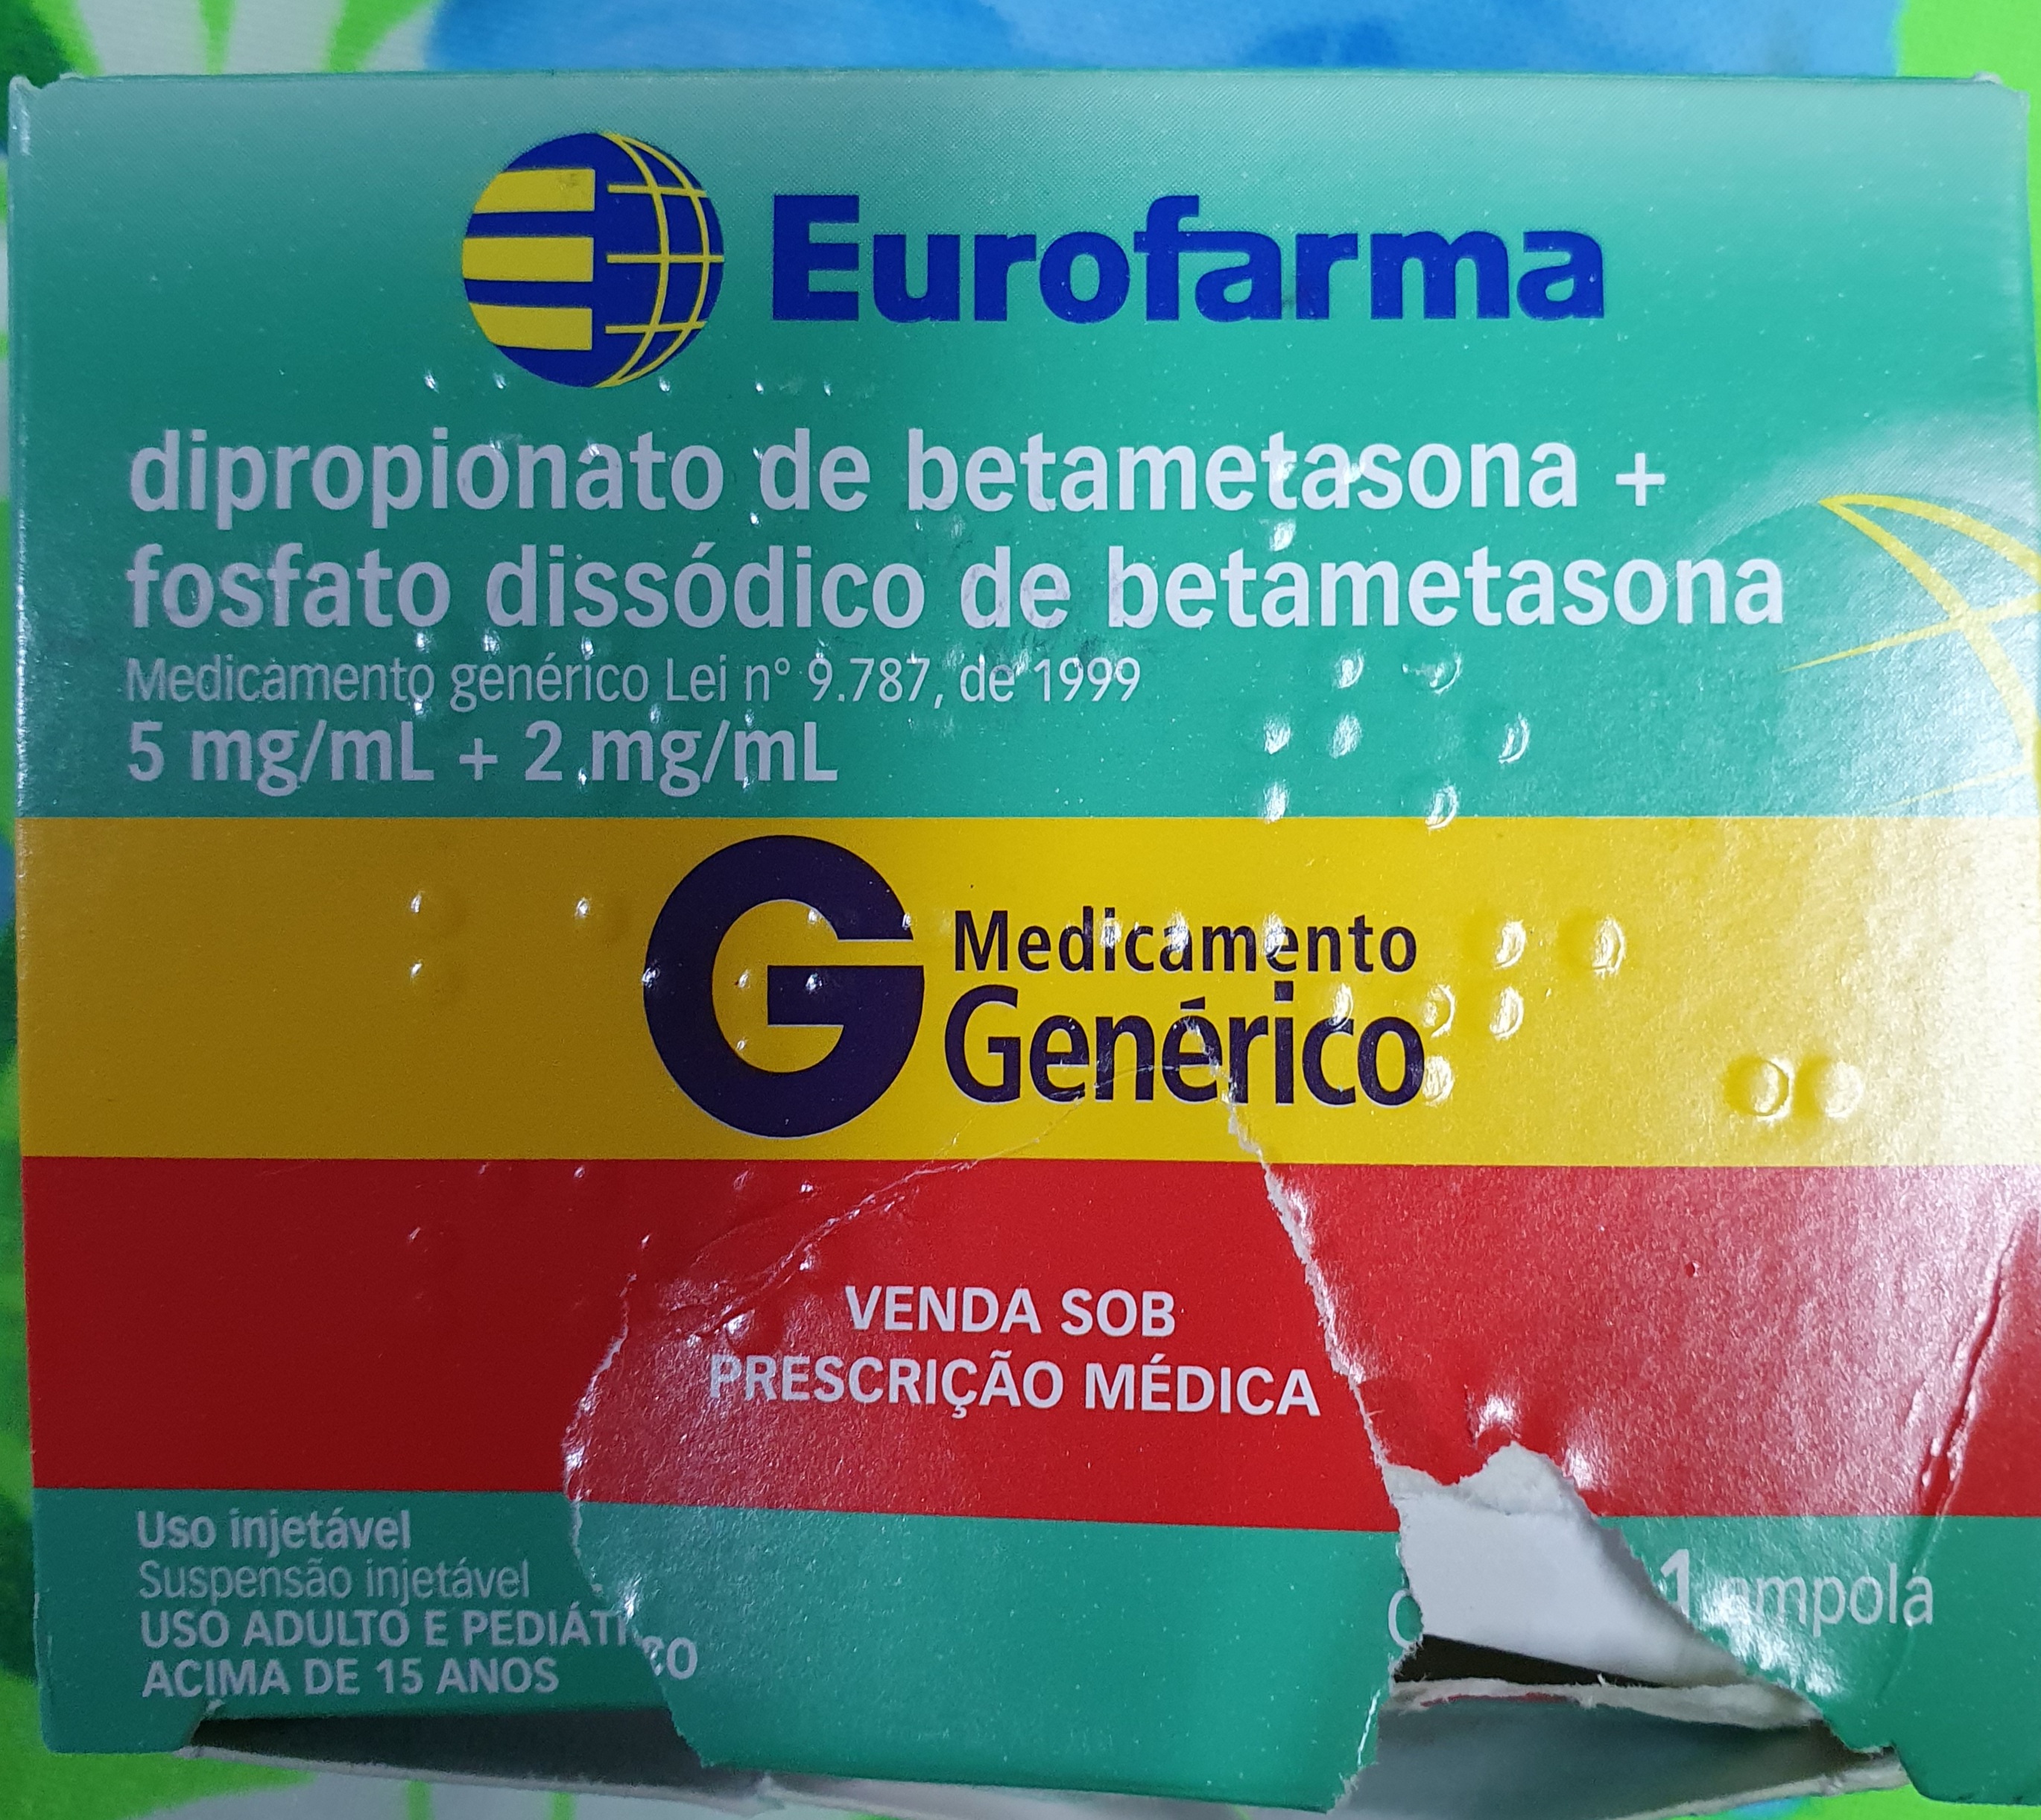 Eurofarma
dipropionato de betametasona +
fosfato dissódico de betametasona
Medicamento genérico Lei nº 9.787, de 1999
5 mg/mL + 2 mg/mL
G
Medicamento
Genérico
VENDA SOB
PRESCRIÇÃO MÉDICA
Uso injetável
Suspensão injetável
USO ADULTO E PEDIÁTRICO
ACIMA DE 15 ANOS
1 ampola